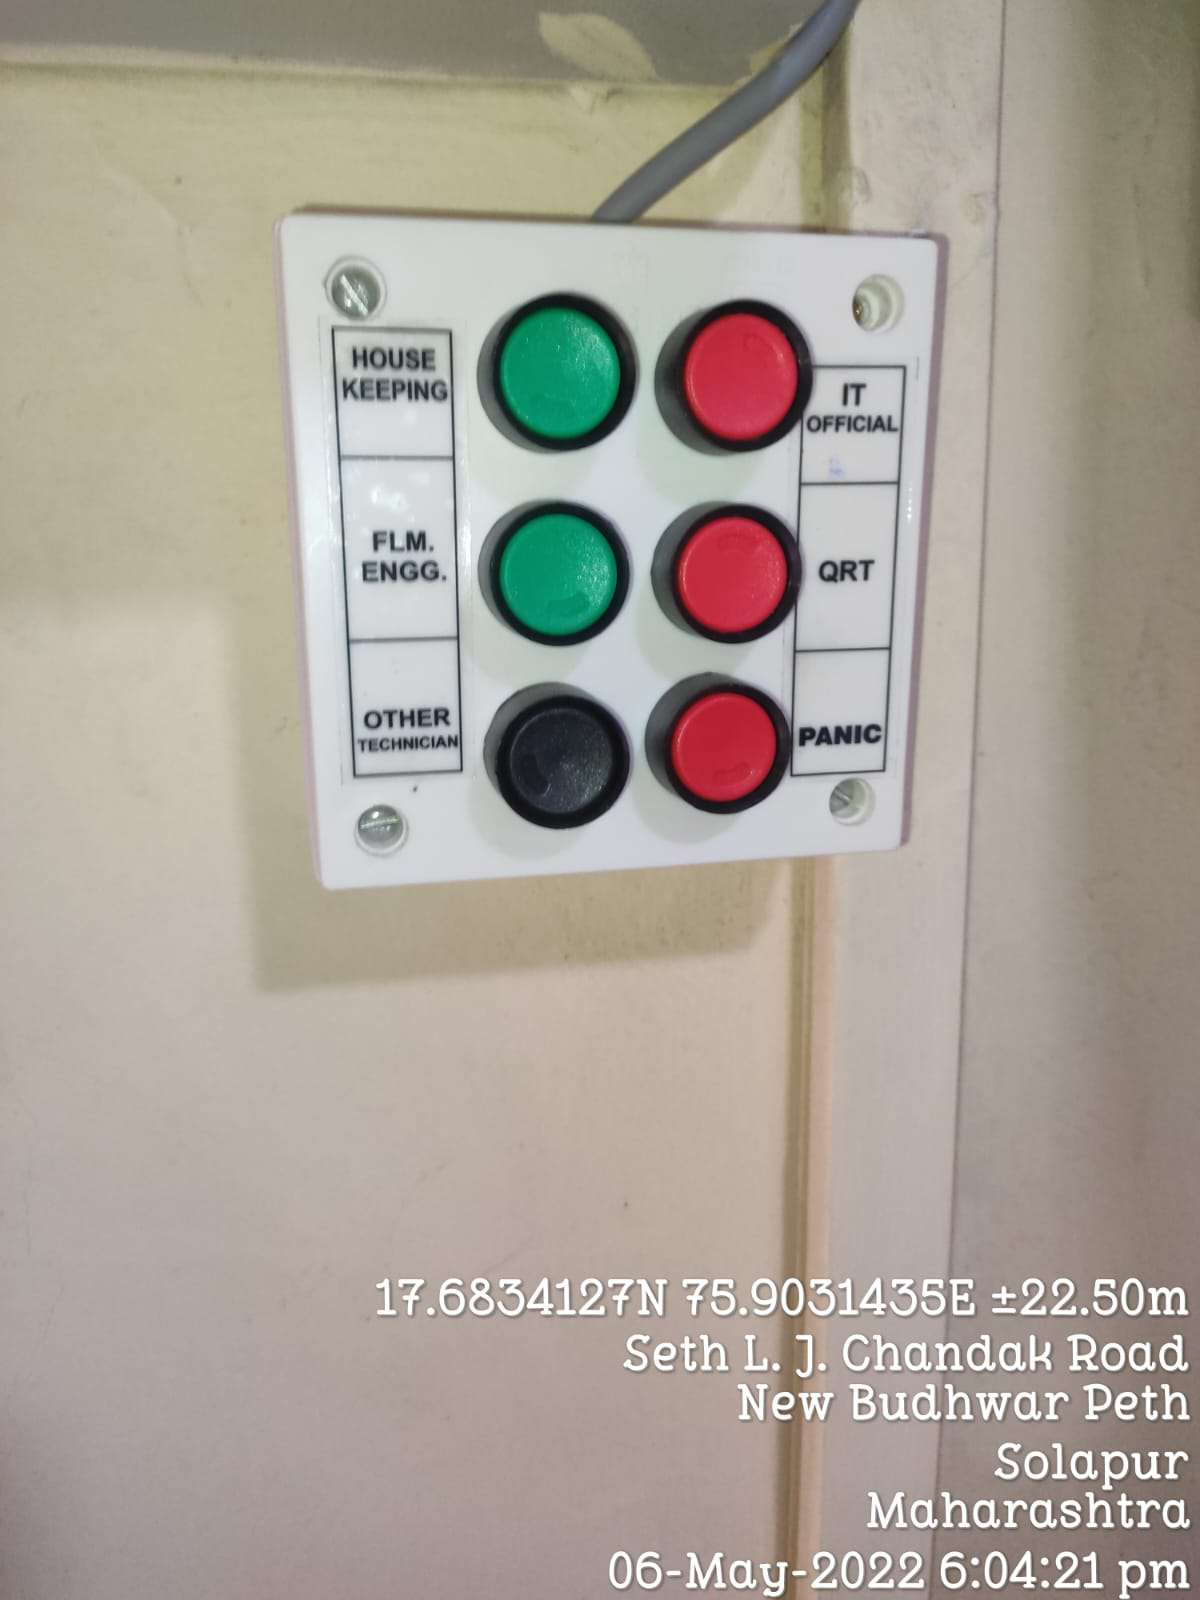 HOUSE
KEEPING
FLM.
ENGG.
OTHER
TECHNICIAN
IT
OFFICIAL
QRT
PANIC
17.6834127N 75.9031435E ±22.50m
Seth L. J. Chandak Road
New Budhwar Peth
Solapur
Maharashtra
06-May-2022 6:04:21 pm